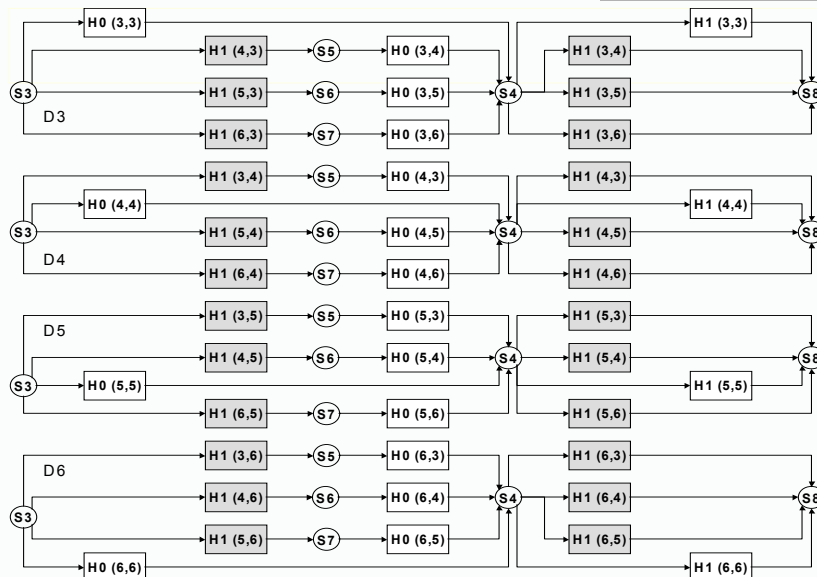 H0 (3,3) H1 (3,3)
H1 (4,3) S5 H0 (3,4) H1 (3,4)
S3 H1 (5,3) S6 H0 (3,5) S4 H1 (3,5) S8
D3
H1 (6,3) S7 H0 (3,6) H1 (3,6)
H1 (3,4) S5 H0 (4,3) H1 (4,3)
H0 (4,4) H1 (4,4)
S3 H1 (5,4) S6 H0 (4,5) S4 H1 (4,5) S8
D4
H1 (6,4) S7 H0 (4,6) H1 (4,6)
H1 (3,5) S5 H0 (5,3) H1 (5,3)
D5
H1 (4,5) S6 H0 (5,4) S4 H1 (5,4) S8
S3 H0 (5,5) H1 (5,5)
H1 (6,5) S7 H0 (5,6) H1 (5,6)
H1 (3,6) S5 H0 (6,3) H1 (6,3)
D6
H1 (4,6) S6 H0 (6,4) S4 H1 (6,4) S8
S3
H1 (5,6) S7 H0 (6,5) H1 (6,5)
H0 (6,6) H1 (6,6)